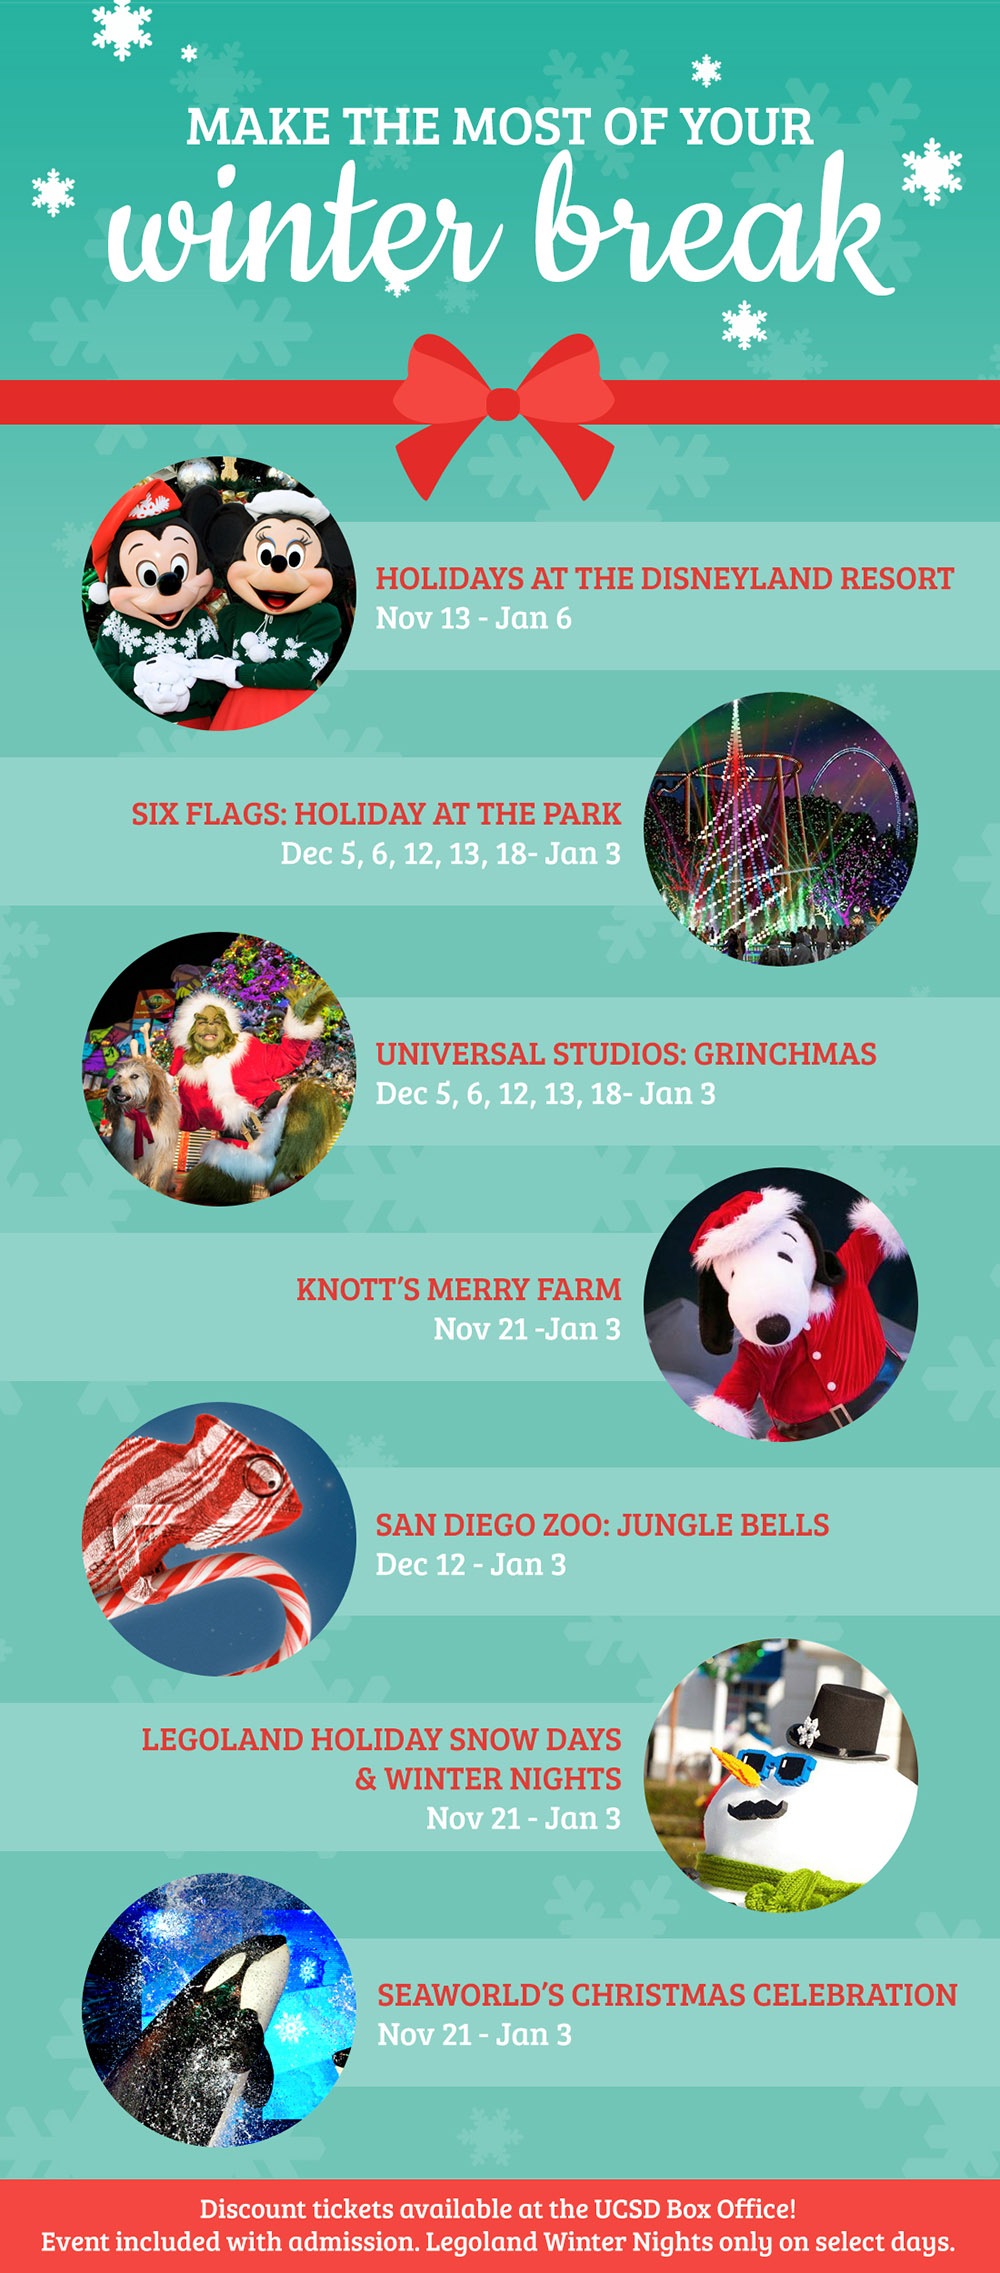 MAKE THE MOST OF YOUR
winter break
HOLIDAYS AT THE DISNEYLAND RESORT
Nov 13 - Jan 6
SIX FLAGS: HOLIDAY AT THE PARK
Dec 5, 6, 12, 13, 18- Jan 3
UNIVERSAL STUDIOS: GRINCHMAS
Dec 5, 6, 12, 13, 18- Jan 3
KNOTT’S MERRY FARM
Nov 21 -Jan 3
SAN DIEGO ZOO: JUNGLE BELLS
Dec 12 - Jan 3
LEGOLAND HOLIDAY SNOW DAYS
& WINTER NIGHTS
Nov 21 - Jan 3
SEAWORLD’S CHRISTMAS CELEBRATION
Nov 21 - Jan 3
Discount tickets available at the UCSD Box Office!
Event included with admission. Legoland Winter Nights only on select days.